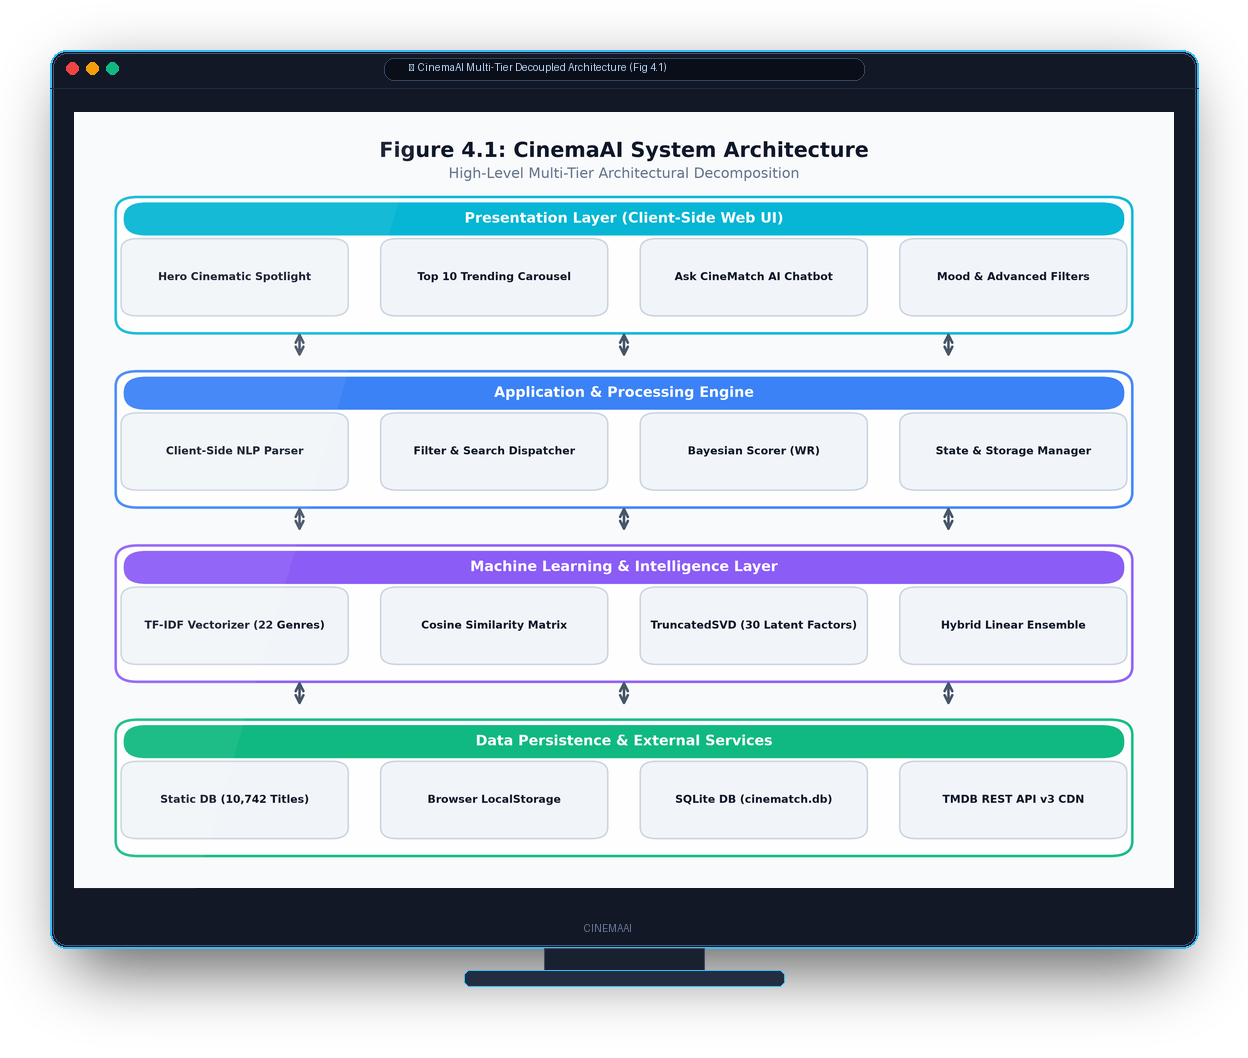 CinemaAI Multi-Tier Decoupled Architecture (Fig 4.1)
Figure 4.1: CinemaAI System Architecture
High-Level Multi-Tier Architectural Decomposition
Presentation Layer (Client-Side Web UI)
Hero Cinematic Spotlight
Top 10 Trending Carousel
Ask CineMatch AI Chatbot
Mood & Advanced Filters
Application & Processing Engine
Client-Side NLP Parser
Filter & Search Dispatcher
Bayesian Scorer (WR)
State & Storage Manager
Machine Learning & Intelligence Layer
TF-IDF Vectorizer (22 Genres)
Cosine Similarity Matrix
TruncatedSVD (30 Latent Factors)
Hybrid Linear Ensemble
Data Persistence & External Services
Static DB (10,742 Titles)
Browser LocalStorage
SQLite DB (cinematch.db)
TMDB REST API v3 CDN
CINEMAAI